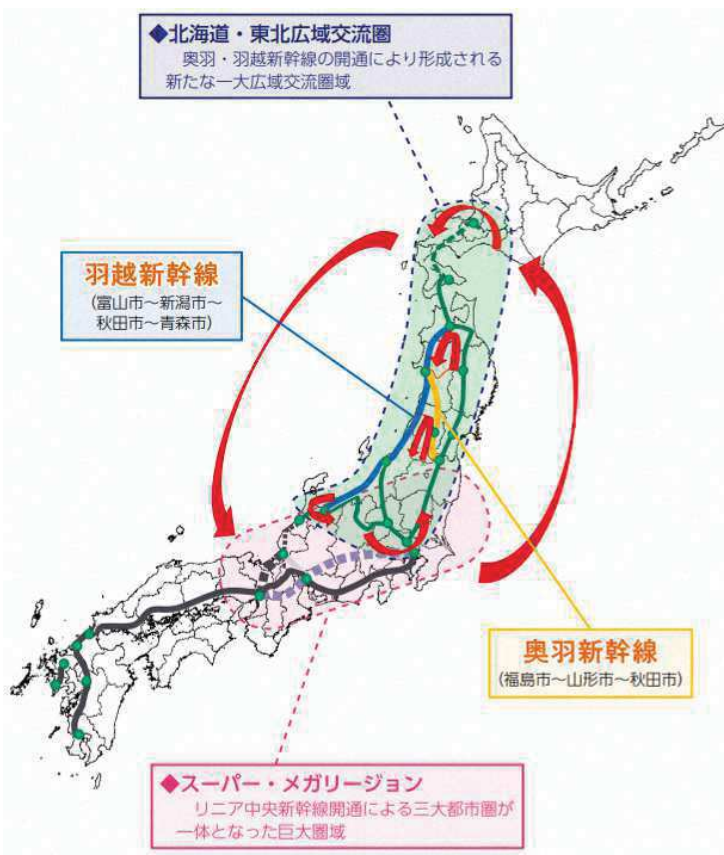 ◆北海道・東北広域交流圏
奥羽・羽越新幹線の開通により形成される
新たな一大広域交流圏域
羽越新幹線
(富山市～新潟市～
秋田市～青森市)
奥羽新幹線
(福島市～山形市～秋田市)
◆スーパー・メガリージョン
リニア中央新幹線開通による三大都市圏が
一体となった巨大圏域